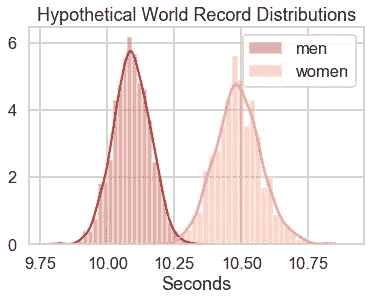 Hypothetical World Record Distributions
men
women
6
4
2
0
9.75 10.00 10.25 10.50 10.75
Seconds